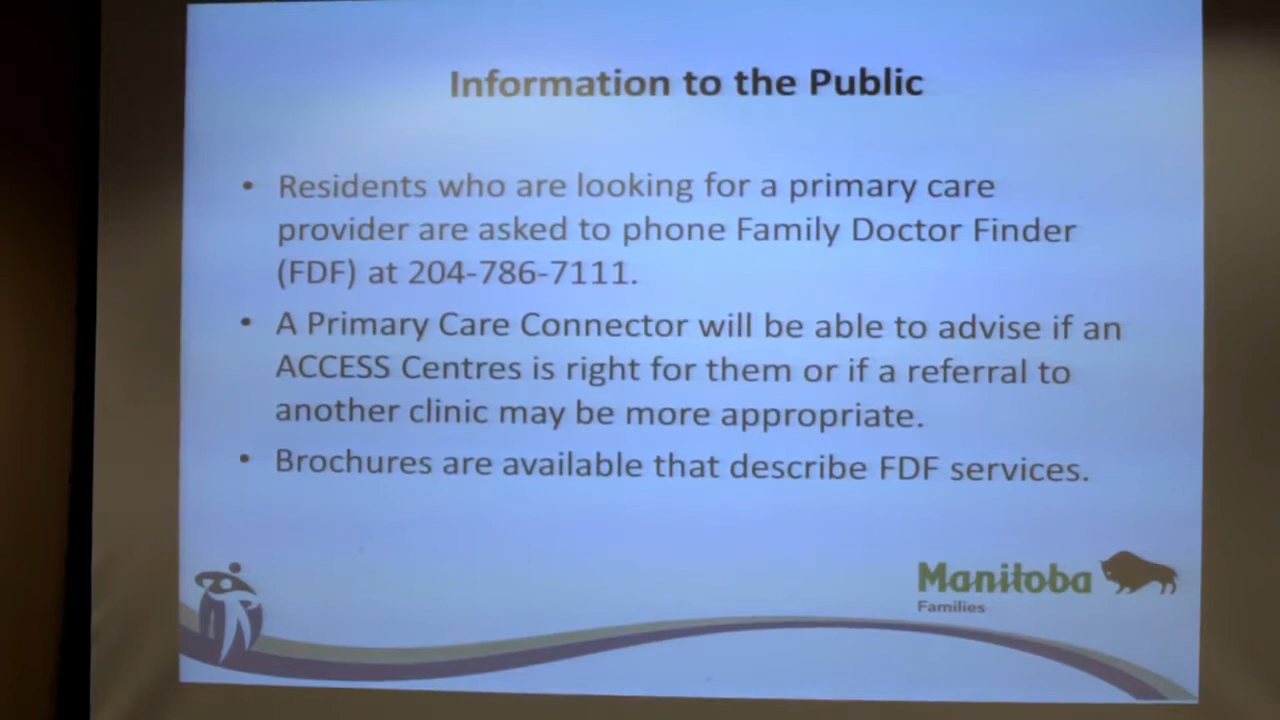 Information to the Public
• Residents who are looking for a primary care
provider are asked to phone Family Doctor Finder
(FDF) at 204-786-7111.
• A Primary Care Connector will be able to advise if an
ACCESS Centres is right for them or if a referral to
another clinic may be more appropriate.
• Brochures are available that describe FDF services.
Manitoba
Families